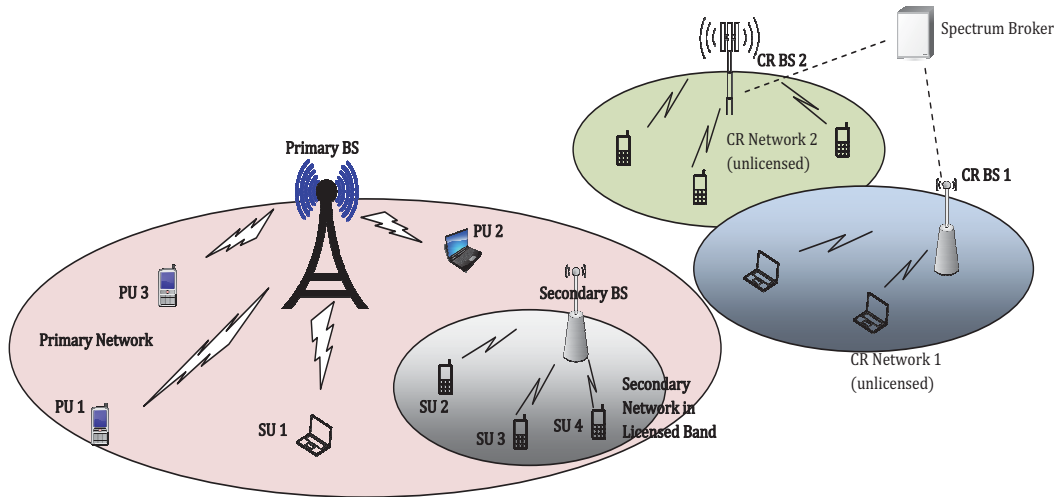 Spectrum Broker
CR BS 2
CR Network 2
(unlicensed)
CR BS 1
Primary BS
PU 2
PU 3
Secondary BS
Primary Network
CR Network 1
(unlicensed)
PU 1
SU 1
SU 2
SU 3
SU 4
Secondary
Network in
Licensed Band